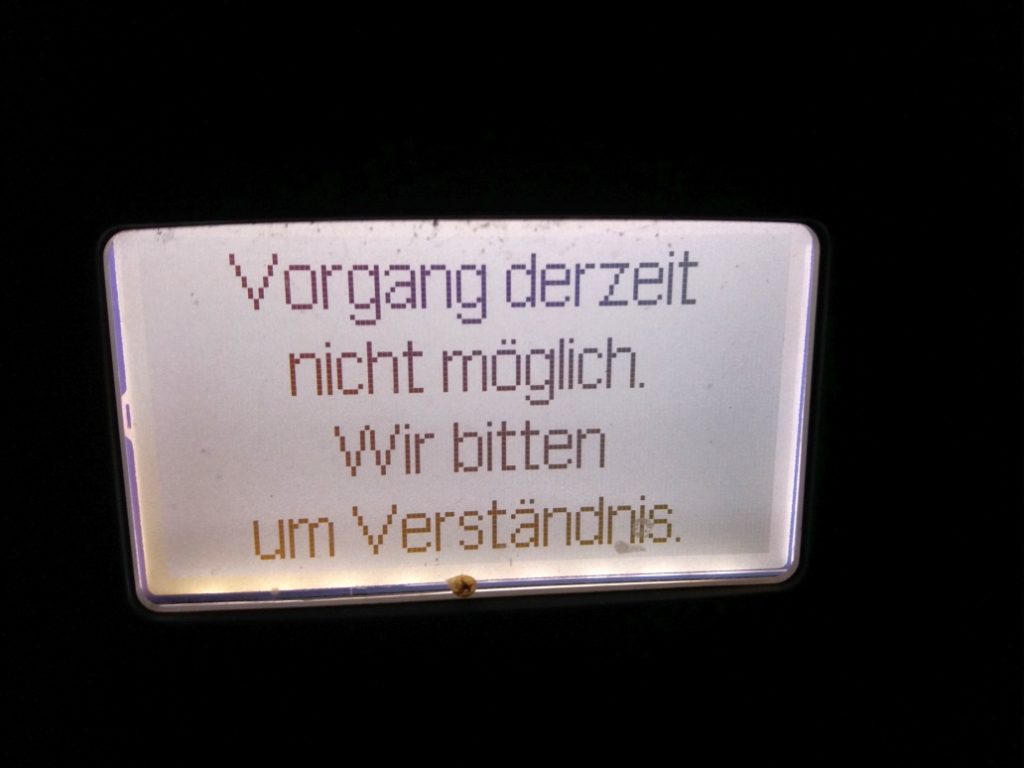 Vorgang derzeit
nicht möglich.
Wir bitten
um Verständnis.